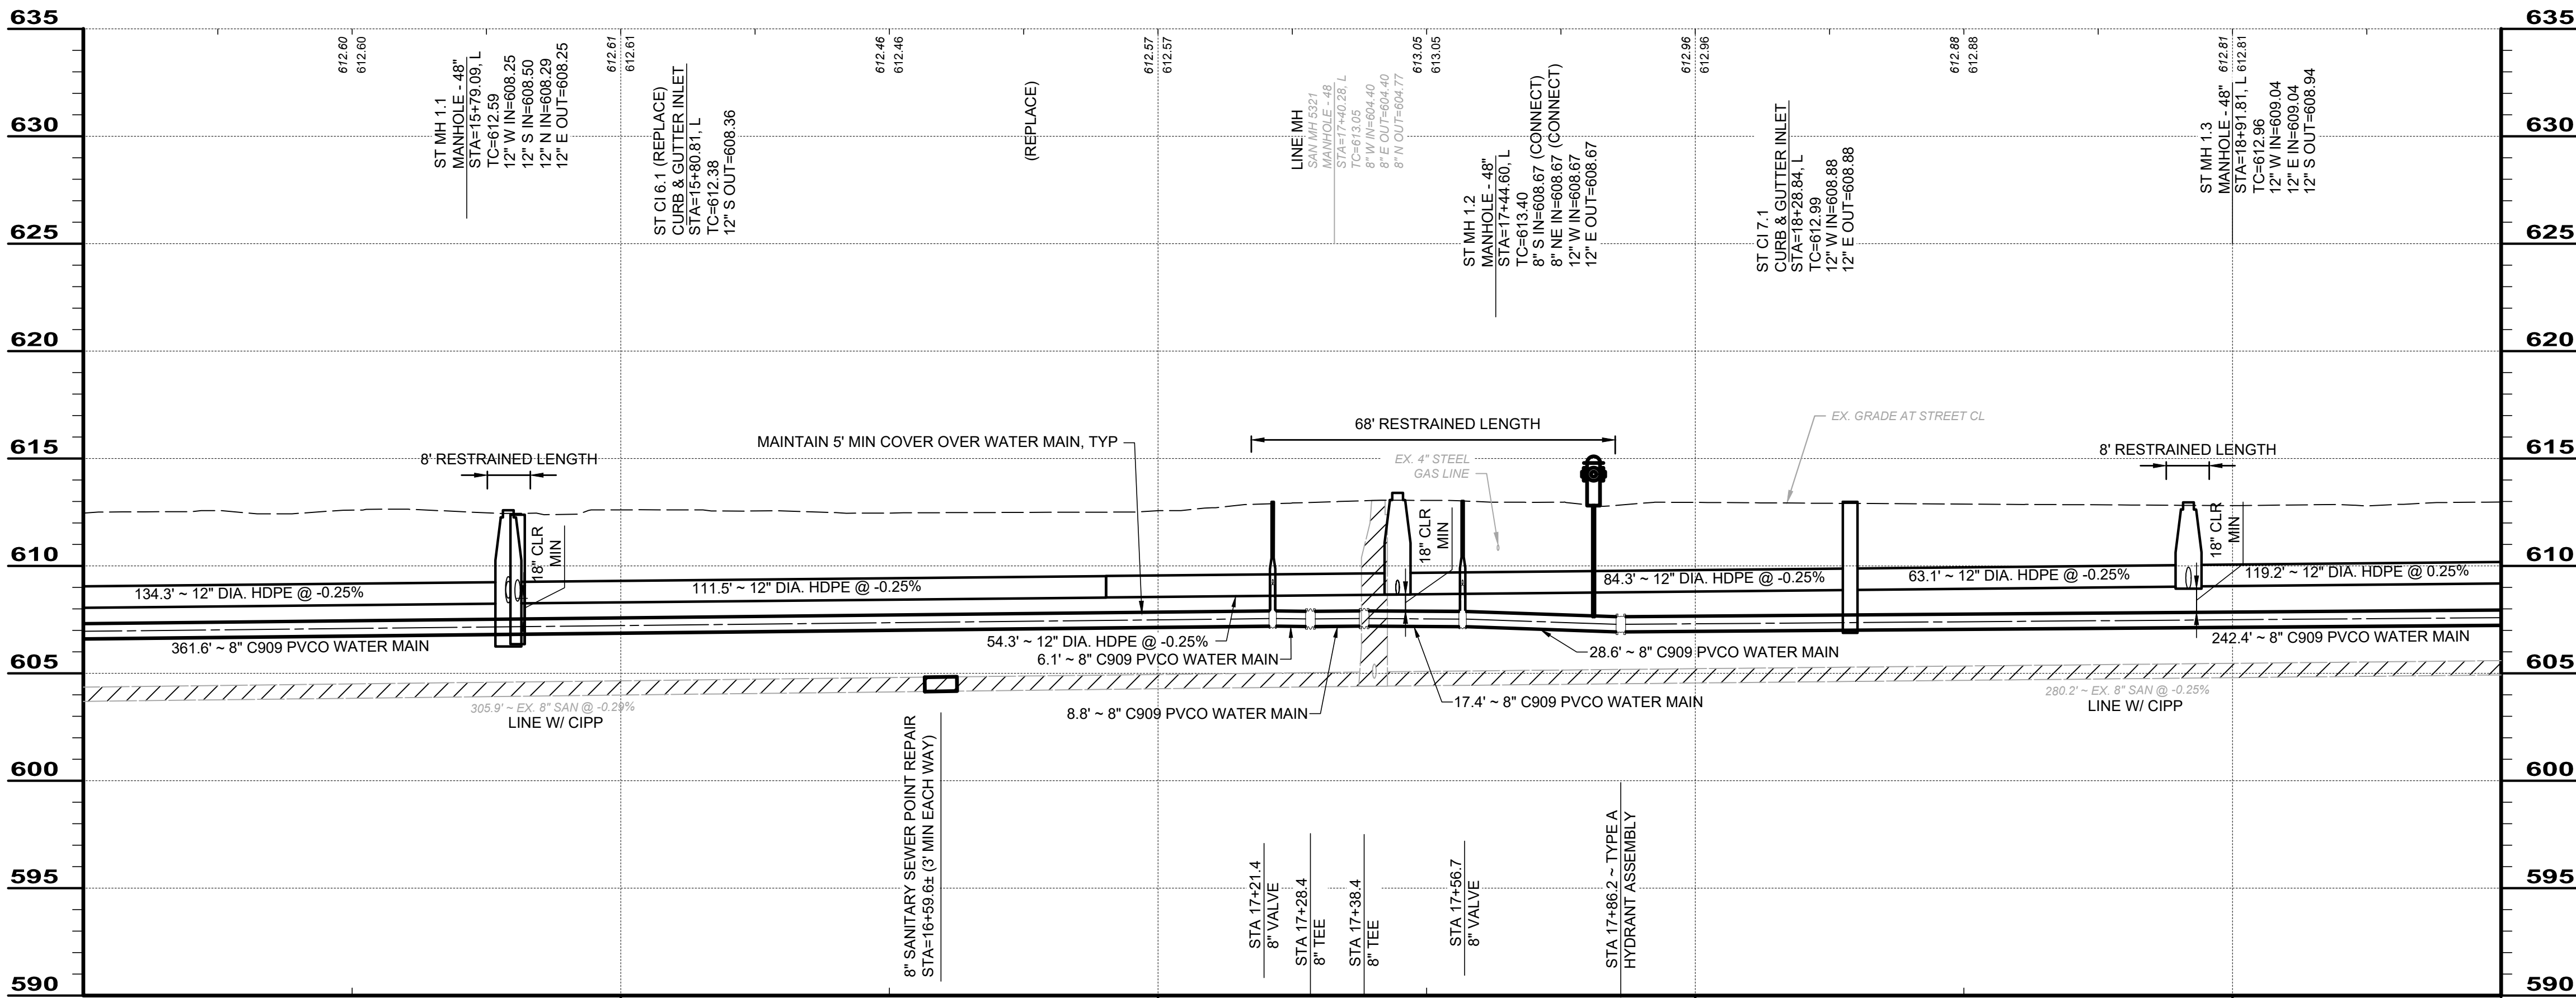 635
630
625
620
615
610
605
600
595
590
612.60
612.60
612.61
612.61
612.46
612.46
612.57
612.57
613.05
613.05
612.96
612.96
612.88
612.88
612.81
612.81
ST MH 1.1
MANHOLE - 48"
STA=15+79.09, L
TC=612.59
12" W IN=608.25
12" S IN=608.50
12" N IN=608.29
12" E OUT=608.25
ST CI 6.1 (REPLACE)
CURB & GUTTER INLET
STA=15+80.81, L
TC=612.38
12" S OUT=608.36
(REPLACE)
LINE MH
SAN MH 5321
MANHOLE - 48
STA=17+40.28, L
TC=613.05
8" W IN=604.40
8" E OUT=604.40
8" N OUT=604.77
ST MH 1.2
MANHOLE - 48"
STA=17+44.60, L
TC=613.40
8" S IN=608.67 (CONNECT)
8" NE IN=608.67 (CONNECT)
12" W IN=608.67
12" E OUT=608.67
ST CI 7.1
CURB & GUTTER INLET
STA=18+28.84, L
TC=612.99
12" W IN=608.88
12" E OUT=608.88
ST MH 1.3
MANHOLE - 48"
STA=18+91.81, L
TC=612.96
12" W IN=609.04
12" E IN=609.04
12" S OUT=608.94
8' RESTRAINED LENGTH
MAINTAIN 5' MIN COVER OVER WATER MAIN, TYP
68' RESTRAINED LENGTH
EX. 4" STEEL
GAS LINE
EX. GRADE AT STREET CL
8' RESTRAINED LENGTH
18" CLR
MIN
18" CLR
MIN
18" CLR
MIN
134.3' ~ 12" DIA. HDPE @ -0.25%
111.5' ~ 12" DIA. HDPE @ -0.25%
84.3' ~ 12" DIA. HDPE @ -0.25%
63.1' ~ 12" DIA. HDPE @ -0.25%
119.2' ~ 12" DIA. HDPE @ 0.25%
361.6' ~ 8" C909 PVCO WATER MAIN
54.3' ~ 12" DIA. HDPE @ -0.25%
6.1' ~ 8" C909 PVCO WATER MAIN
28.6' ~ 8" C909 PVCO WATER MAIN
242.4' ~ 8" C909 PVCO WATER MAIN
305.9' ~ EX. 8" SAN @ -0.29%
LINE W/ CIPP
8.8' ~ 8" C909 PVCO WATER MAIN
17.4' ~ 8" C909 PVCO WATER MAIN
280.2' ~ EX. 8" SAN @ -0.25%
LINE W/ CIPP
8" SANITARY SEWER POINT REPAIR
STA=16+59.6± (3' MIN EACH WAY)
STA 17+21.4
8" VALVE
STA 17+28.4
8" TEE
STA 17+38.4
8" TEE
STA 17+56.7
8" VALVE
STA 17+86.2 ~ TYPE A
HYDRANT ASSEMBLY
635
630
625
620
615
610
605
600
595
590